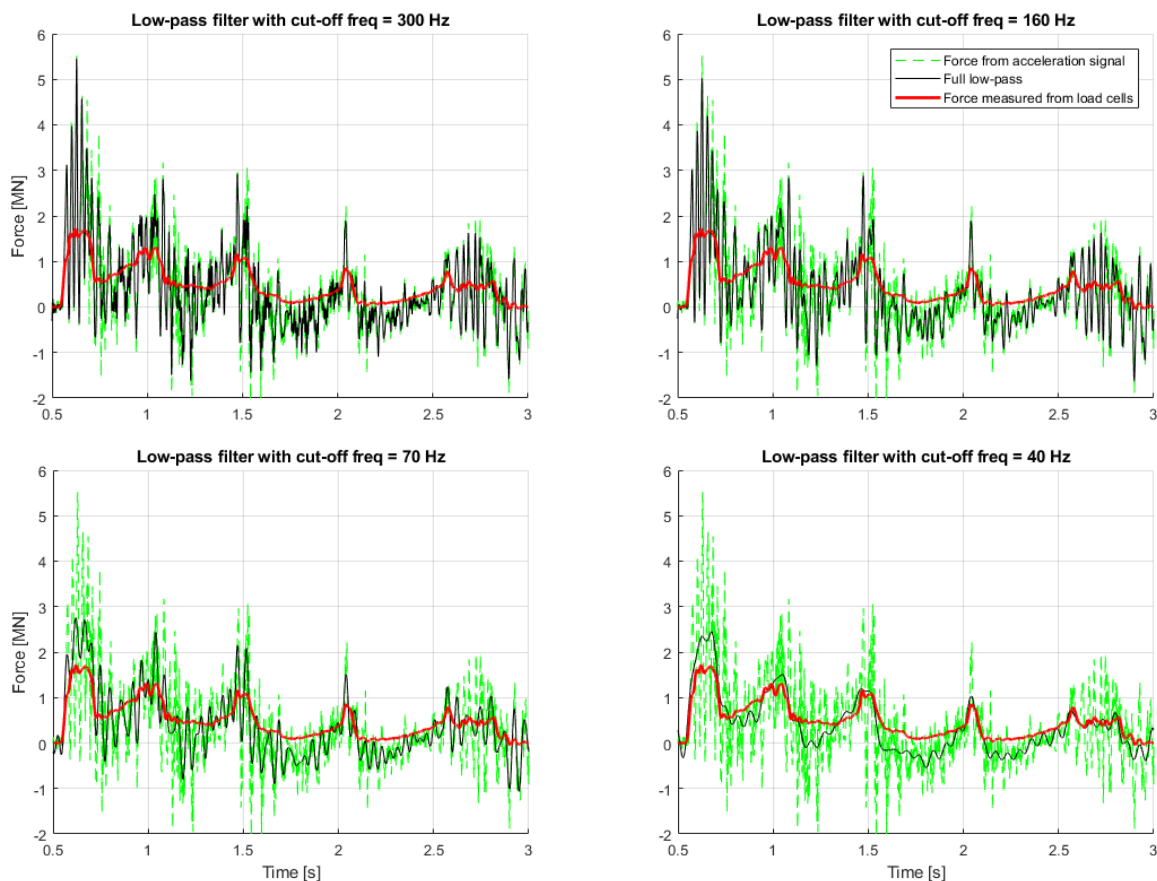 Low-pass filter with cut-off freq = 300 Hz
6
5
4
3
2
1
0
-1
-2
Force [MN]
0.5 1 1.5 2 2.5 3
Low-pass filter with cut-off freq = 160 Hz
Force from acceleration signal
Full low-pass
Force measured from load cells
6
5
4
3
2
1
0
-1
-2
0.5 1 1.5 2 2.5 3
Low-pass filter with cut-off freq = 70 Hz
6
5
4
3
2
1
0
-1
-2
Force [MN]
0.5 1 1.5 2 2.5 3
Time [s]
Low-pass filter with cut-off freq = 40 Hz
6
5
4
3
2
1
0
-1
-2
0.5 1 1.5 2 2.5 3
Time [s]